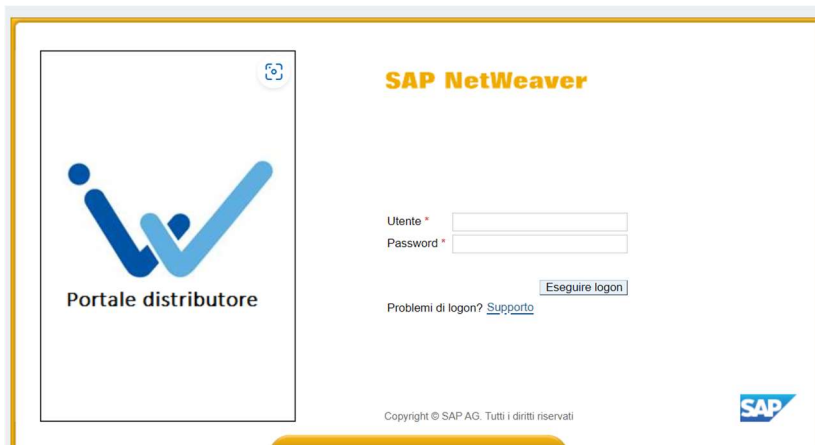 SAP NetWeaver
Portale distributore
Utente *
Password *
Eseguire logon
Problemi di logon? Supporto
Copyright © SAP AG. Tutti i diritti riservati
SAP